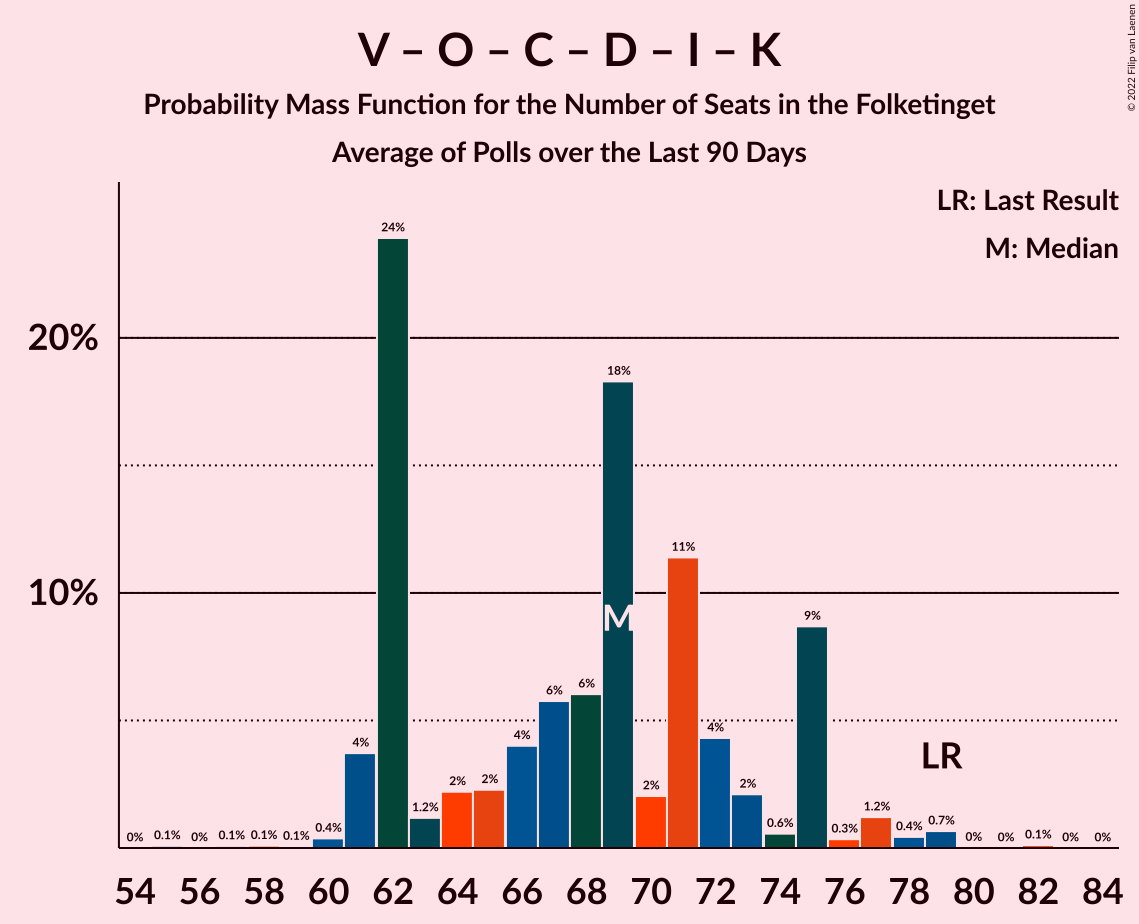 V – O – C – D – I – K
Probability Mass Function for the Number of Seats in the Folketinget
Average of Polls over the Last 90 Days
© 2022 Filip van Laenen
LR: Last Result
M: Median
20%
10%
0% 0.1% 0% 0.1% 0.1% 0.1% 0.4% 4% 24% 1.2% 2% 2% 4% 6% 6% 18% 2% 11% 4% 2% 0.6% 9% 0.3% 1.2% 0.4% 0.7% 0% 0% 0.1% 0% 0%
M
LR
54 56 58 60 62 64 66 68 70 72 74 76 78 80 82 84